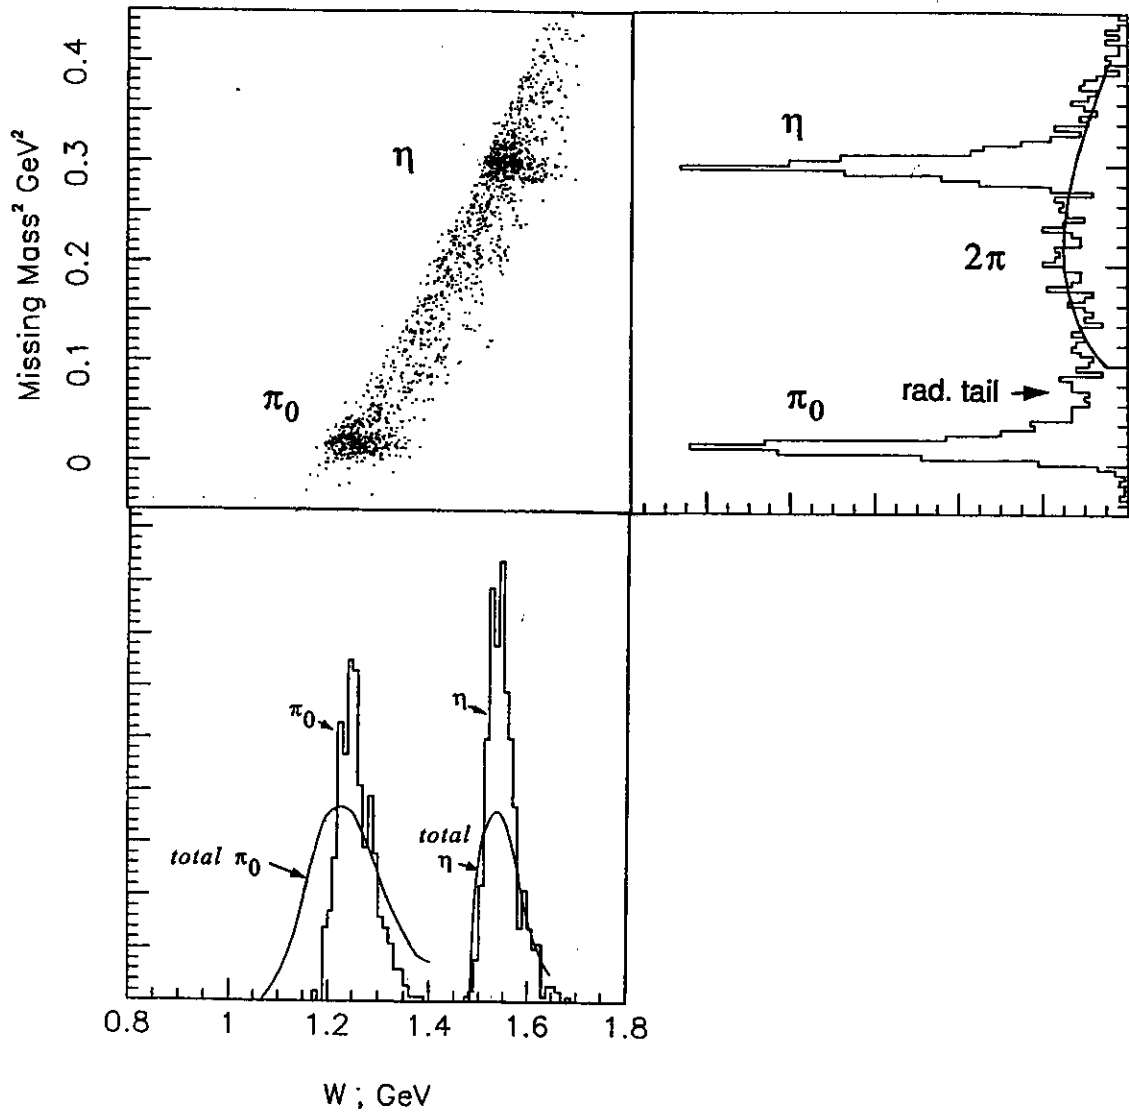 Missing Mass² GeV²
0.4
0.3
0.2
0.1
0
η
π₀
η
2π
rad. tail
π₀
π₀
η
total π₀
total
η
0.8 1 1.2 1.4 1.6 1.8
W ; GeV